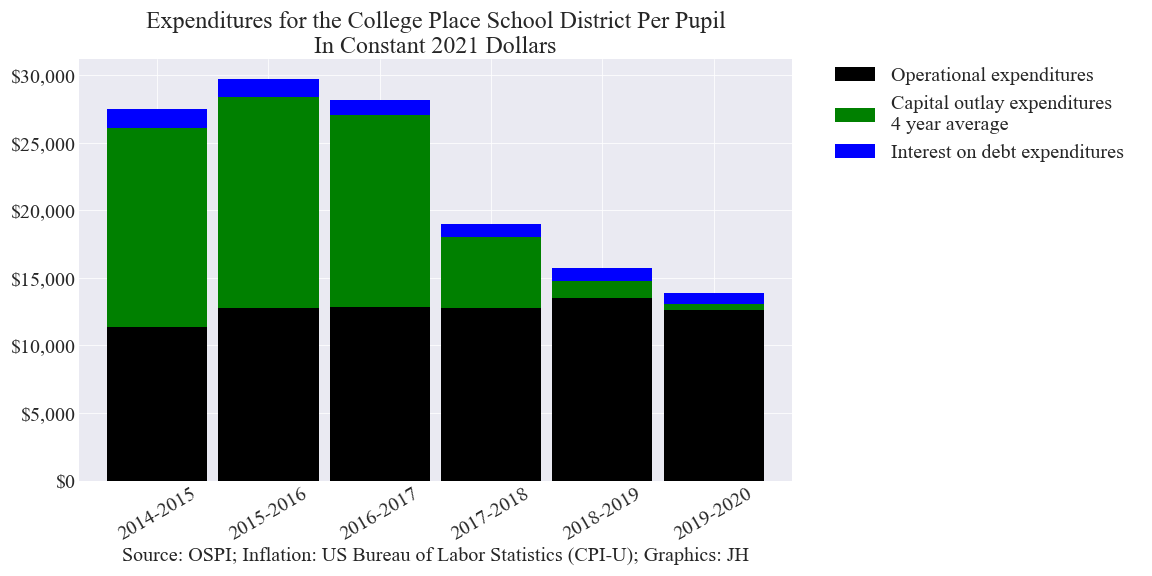 Expenditures for the College Place School District Per Pupil
In Constant 2021 Dollars
$30,000
$25,000
$20,000
$15,000
$10,000
$5,000
$0
2014-2015
2015-2016
2016-2017
2017-2018
2018-2019
2019-2020
Source: OSPI; Inflation: US Bureau of Labor Statistics (CPI-U); Graphics: JH
Operational expenditures
Capital outlay expenditures
4 year average
Interest on debt expenditures